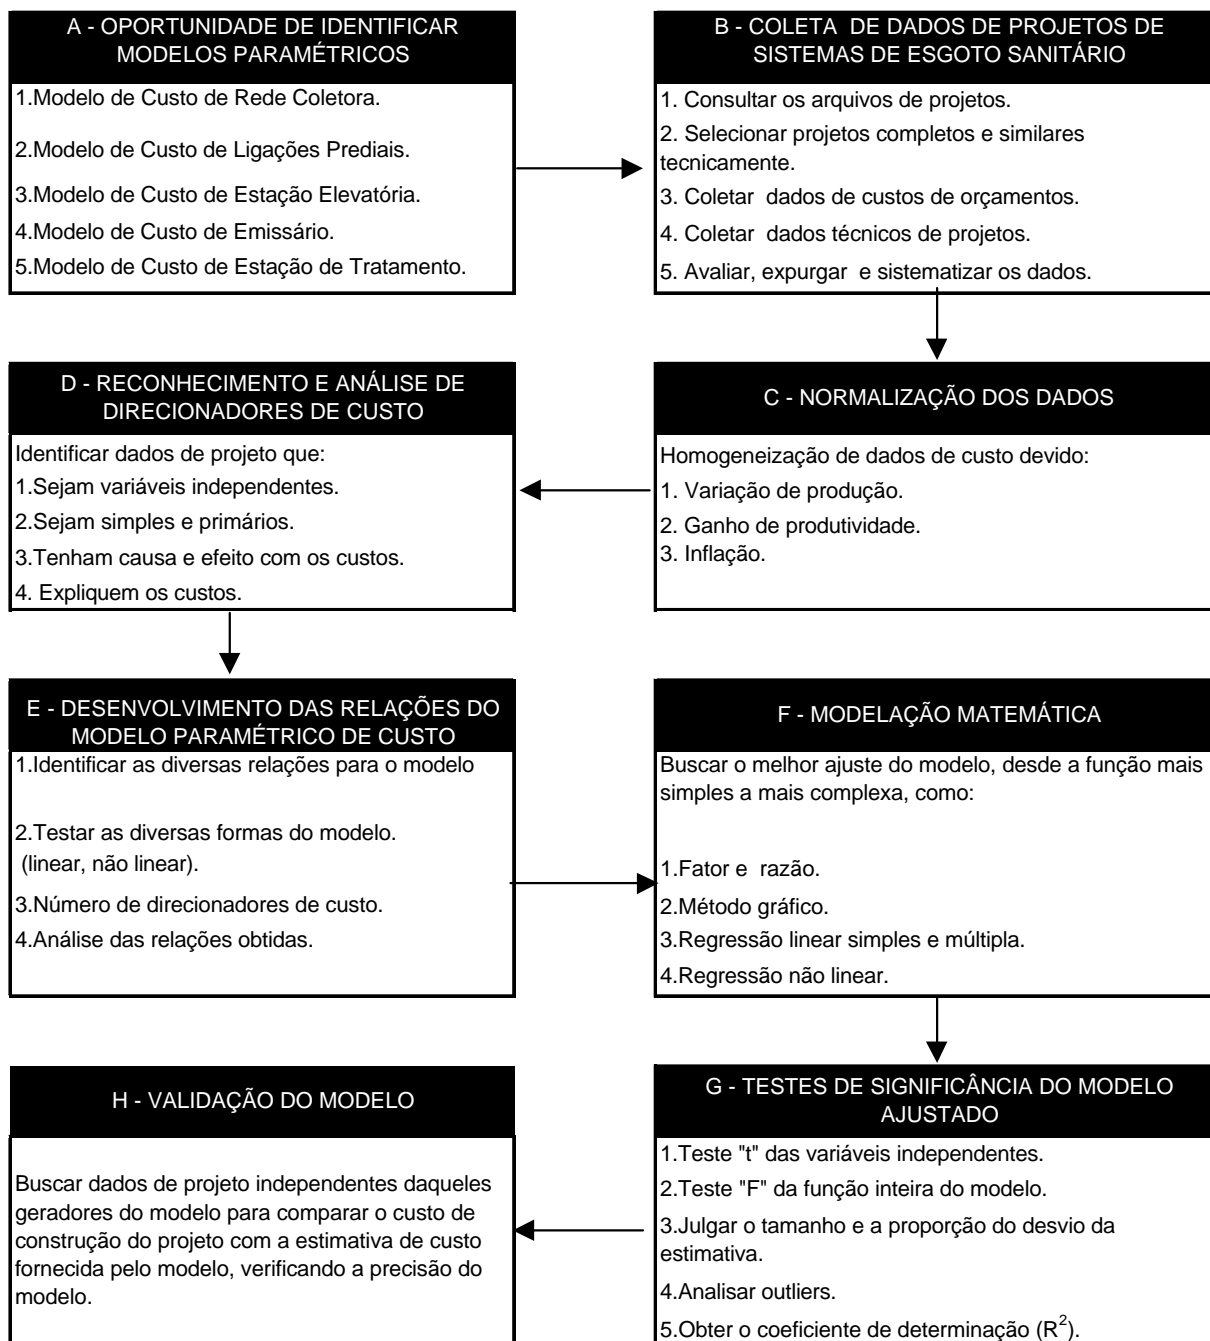 A - OPORTUNIDADE DE IDENTIFICAR
MODELOS PARAMÉTRICOS
1.Modelo de Custo de Rede Coletora.
2.Modelo de Custo de Ligações Prediais.
3.Modelo de Custo de Estação Elevatória.
4.Modelo de Custo de Emissário.
5.Modelo de Custo de Estação de Tratamento.
B - COLETA DE DADOS DE PROJETOS DE
SISTEMAS DE ESGOTO SANITÁRIO
1. Consultar os arquivos de projetos.
2. Selecionar projetos completos e similares
tecnicamente.
3. Coletar dados de custos de orçamentos.
4. Coletar dados técnicos de projetos.
5. Avaliar, expurgar e sistematizar os dados.
C - NORMALIZAÇÃO DOS DADOS
Homogeneização de dados de custo devido:
1. Variação de produção.
2. Ganho de produtividade.
3. Inflação.
D - RECONHECIMENTO E ANÁLISE DE
DIRECIONADORES DE CUSTO
Identificar dados de projeto que:
1.Sejam variáveis independentes.
2.Sejam simples e primários.
3.Tenham causa e efeito com os custos.
4. Expliquem os custos.
E - DESENVOLVIMENTO DAS RELAÇÕES DO
MODELO PARAMÉTRICO DE CUSTO
1.Identificar as diversas relações para o modelo
2.Testar as diversas formas do modelo.
(linear, não linear).
3.Número de direcionadores de custo.
4.Análise das relações obtidas.
F - MODELAÇÃO MATEMÁTICA
Buscar o melhor ajuste do modelo, desde a função mais
simples a mais complexa, como:
1.Fator e razão.
2.Método gráfico.
3.Regressão linear simples e múltipla.
4.Regressão não linear.
G - TESTES DE SIGNIFICÂNCIA DO MODELO
AJUSTADO
1.Teste "t" das variáveis independentes.
2.Teste "F" da função inteira do modelo.
3.Julgar o tamanho e a proporção do desvio da
estimativa.
4.Analisar outliers.
5.Obter o coeficiente de determinação (R²).
H - VALIDAÇÃO DO MODELO
Buscar dados de projeto independentes daqueles
geradores do modelo para comparar o custo de
construção do projeto com a estimativa de custo
fornecida pelo modelo, verificando a precisão do
modelo.